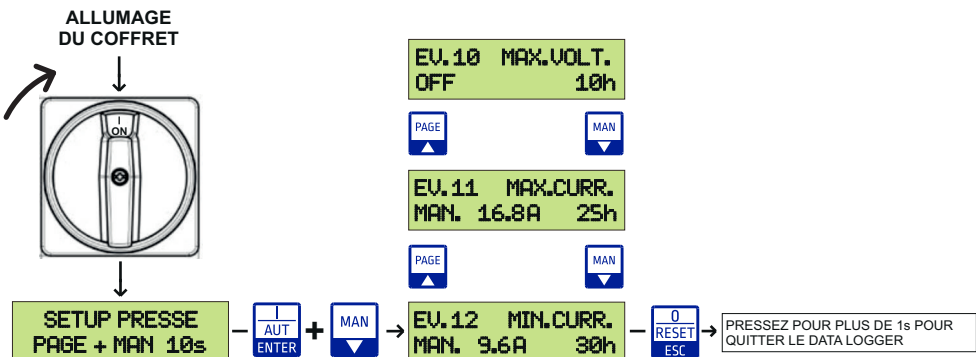 ALLUMAGE
DU COFFRET
I
ON
SETUP PRESSE
PAGE + MAN 10s
I
AUT
ENTER
+
MAN
EV.10 MAX.VOLT.
OFF 10h
PAGE
MAN
EV.11 MAX.CURR.
MAN. 16.8A 25h
PAGE
MAN
EV.12 MIN.CURR.
MAN. 9.6A 30h
0
RESET
ESC
PRESSEZ POUR PLUS DE 1s POUR
QUITTER LE DATA LOGGER